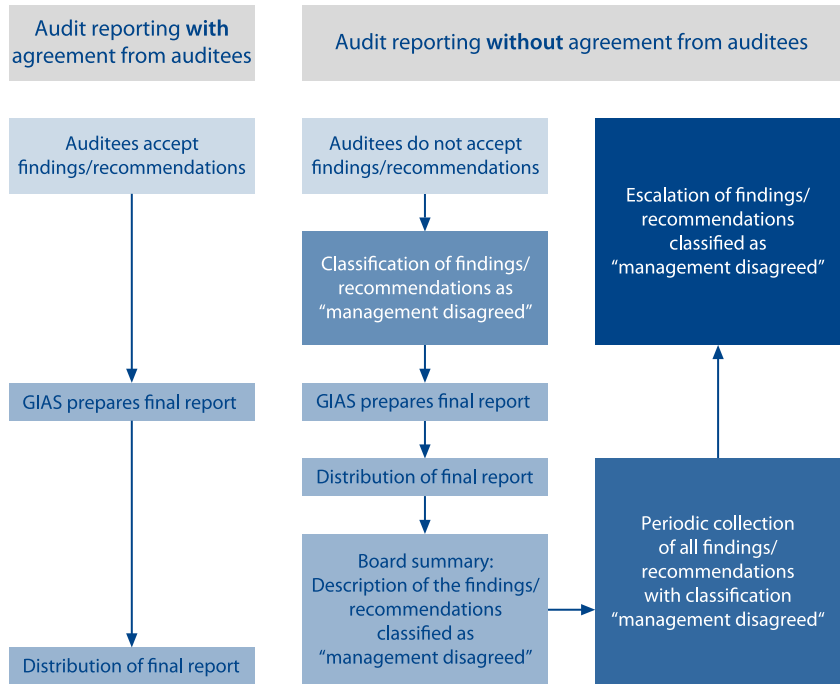 Audit reporting with
agreement from auditees
Audit reporting without agreement from auditees
Auditees accept
findings/recommendations
GIAS prepares final report
Distribution of final report
Auditees do not accept
findings/recommendations
Classification of findings/
recommendations as
“management disagreed”
GIAS prepares final report
Distribution of final report
Board summary:
Description of the findings/
recommendations
classified as
“management disagreed”
Periodic collection
of all findings/
recommendations
with classification
“management disagreed“
Escalation of findings/
recommendations
classified as
“management disagreed”